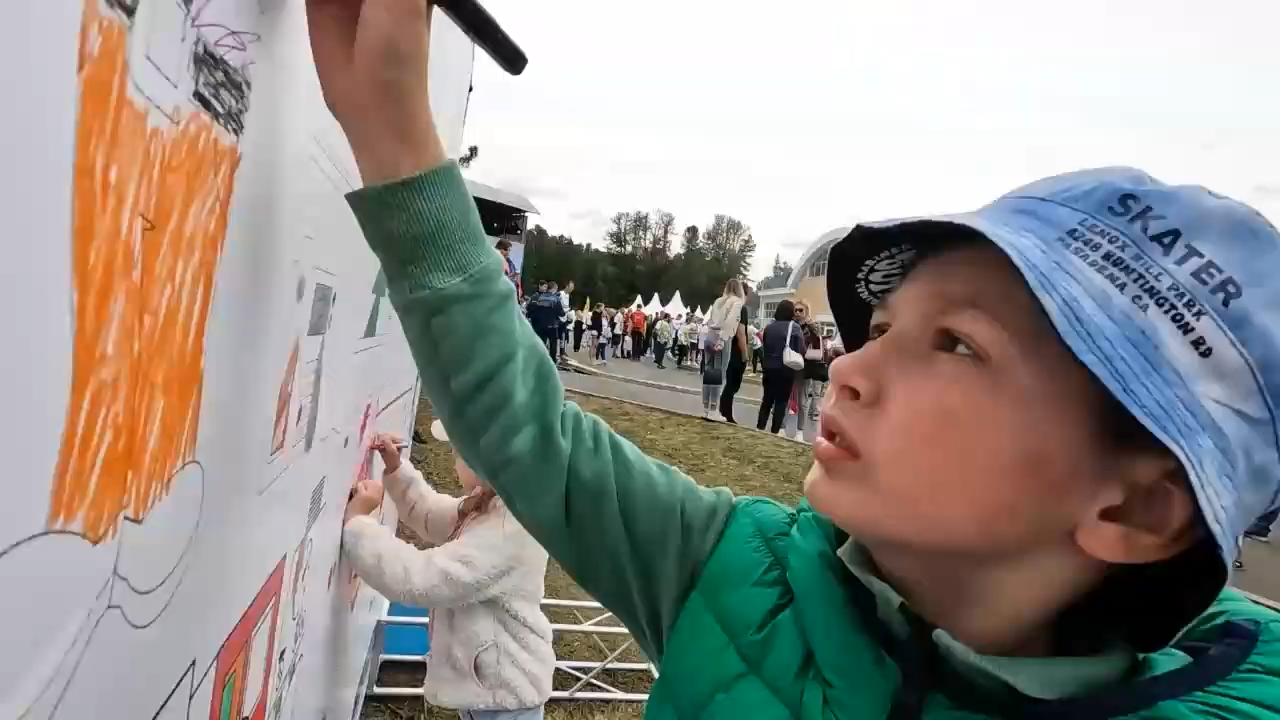 SKATER
LENOX HILL PARK
4248 HUNTINGTON RD
PASADENA, CA